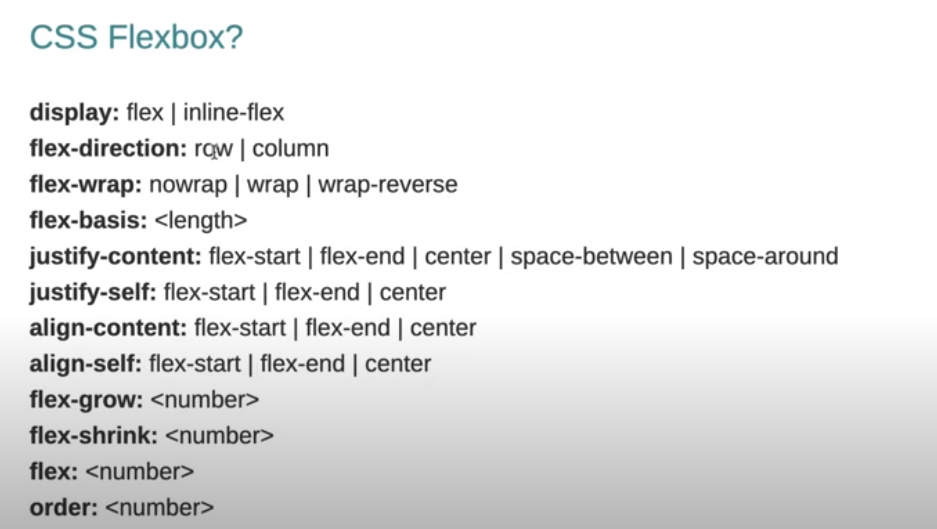 CSS Flexbox?
display: flex | inline-flex
flex-direction: row | column
flex-wrap: nowrap | wrap | wrap-reverse
flex-basis: <length>
justify-content: flex-start | flex-end | center | space-between | space-around
justify-self: flex-start | flex-end | center
align-content: flex-start | flex-end | center
align-self: flex-start | flex-end | center
flex-grow: <number>
flex-shrink: <number>
flex: <number>
order: <number>